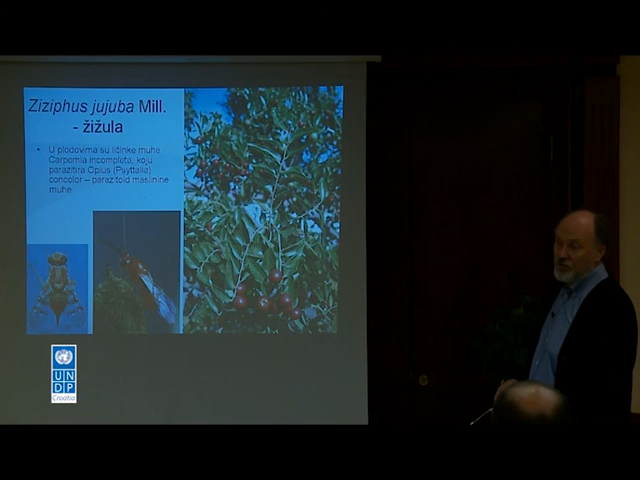 Ziziphus jujuba Mill.
- žižula
• U plodovima su ličinke muhe
Carpomia incompleta, koju
parazitira Opius (Psyttalia)
concolor – parazitoid maslinine
muhe
UN
DP
Croatia